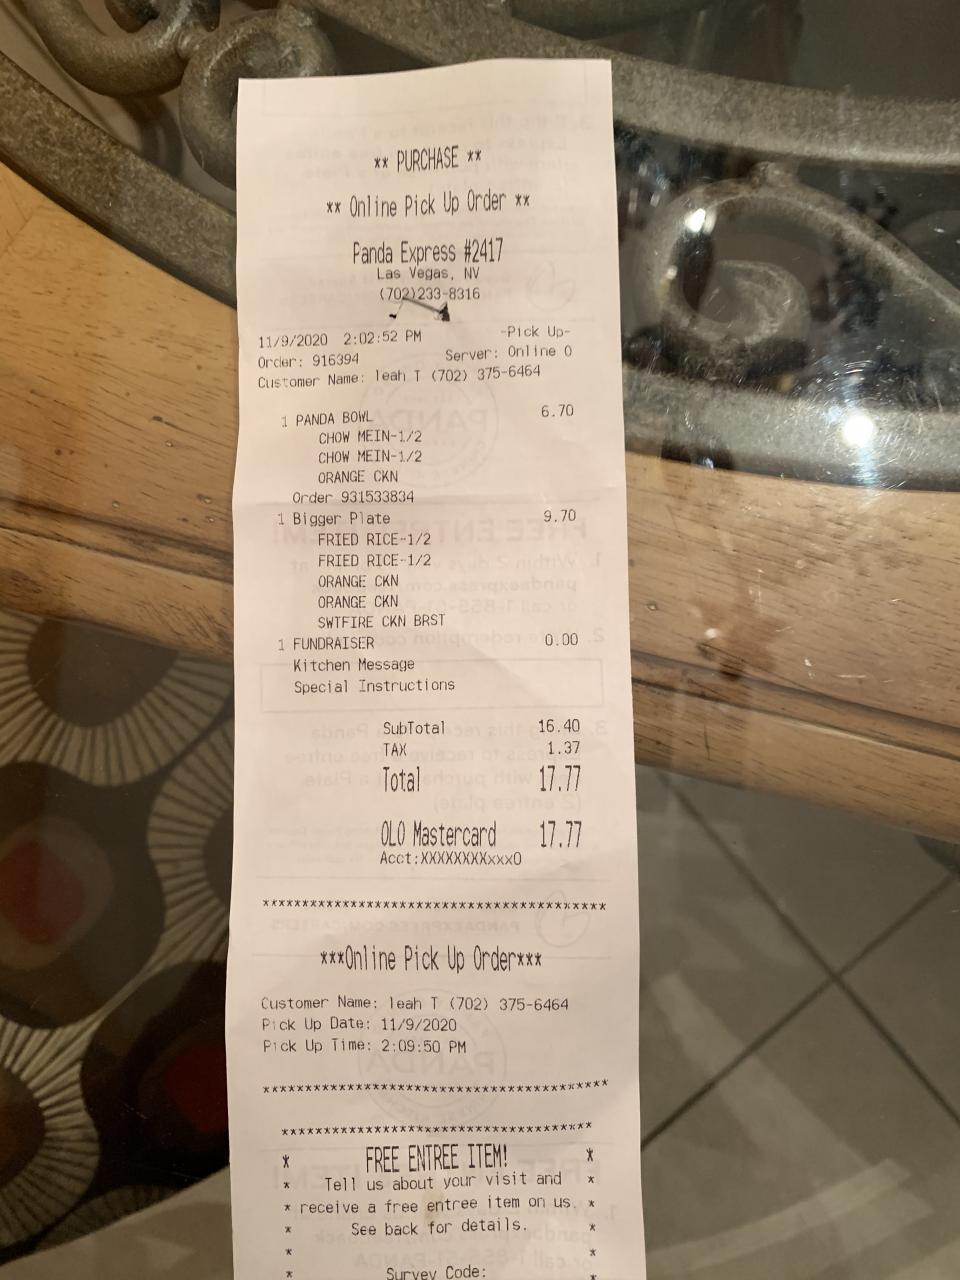 ** PURCHASE **
** Online Pick Up Order **
Panda Express #2417
Las Vegas, NV
(702)233-8316
11/9/2020 2:02:52 PM -Pick Up-
Order: 916394 Server: Online O
Customer Name: leah T (702) 375-6464
1 PANDA BOWL 6.70
CHOW MEIN-1/2
CHOW MEIN-1/2
ORANGE CKN
Order 931533834
1 Bigger Plate 9.70
FRIED RICE-1/2
FRIED RICE-1/2
ORANGE CKN
ORANGE CKN
SWTFIRE CKN BRST
1 FUNDRAISER 0.00
Kitchen Message
Special Instructions
SubTotal 16.40
TAX 1.37
Total 17.77
OLO Mastercard 17.77
Acct:XXXXXXXXxxx0
*****************************************
***Online Pick Up Order***
Customer Name: leah T (702) 375-6464
Pick Up Date: 11/9/2020
Pick Up Time: 2:09:50 PM
*****************************************
*************************************
* FREE ENTREE ITEM! *
* Tell us about your visit and *
* receive a free entree item on us. *
* See back for details. *
* *
* Survey Code: *